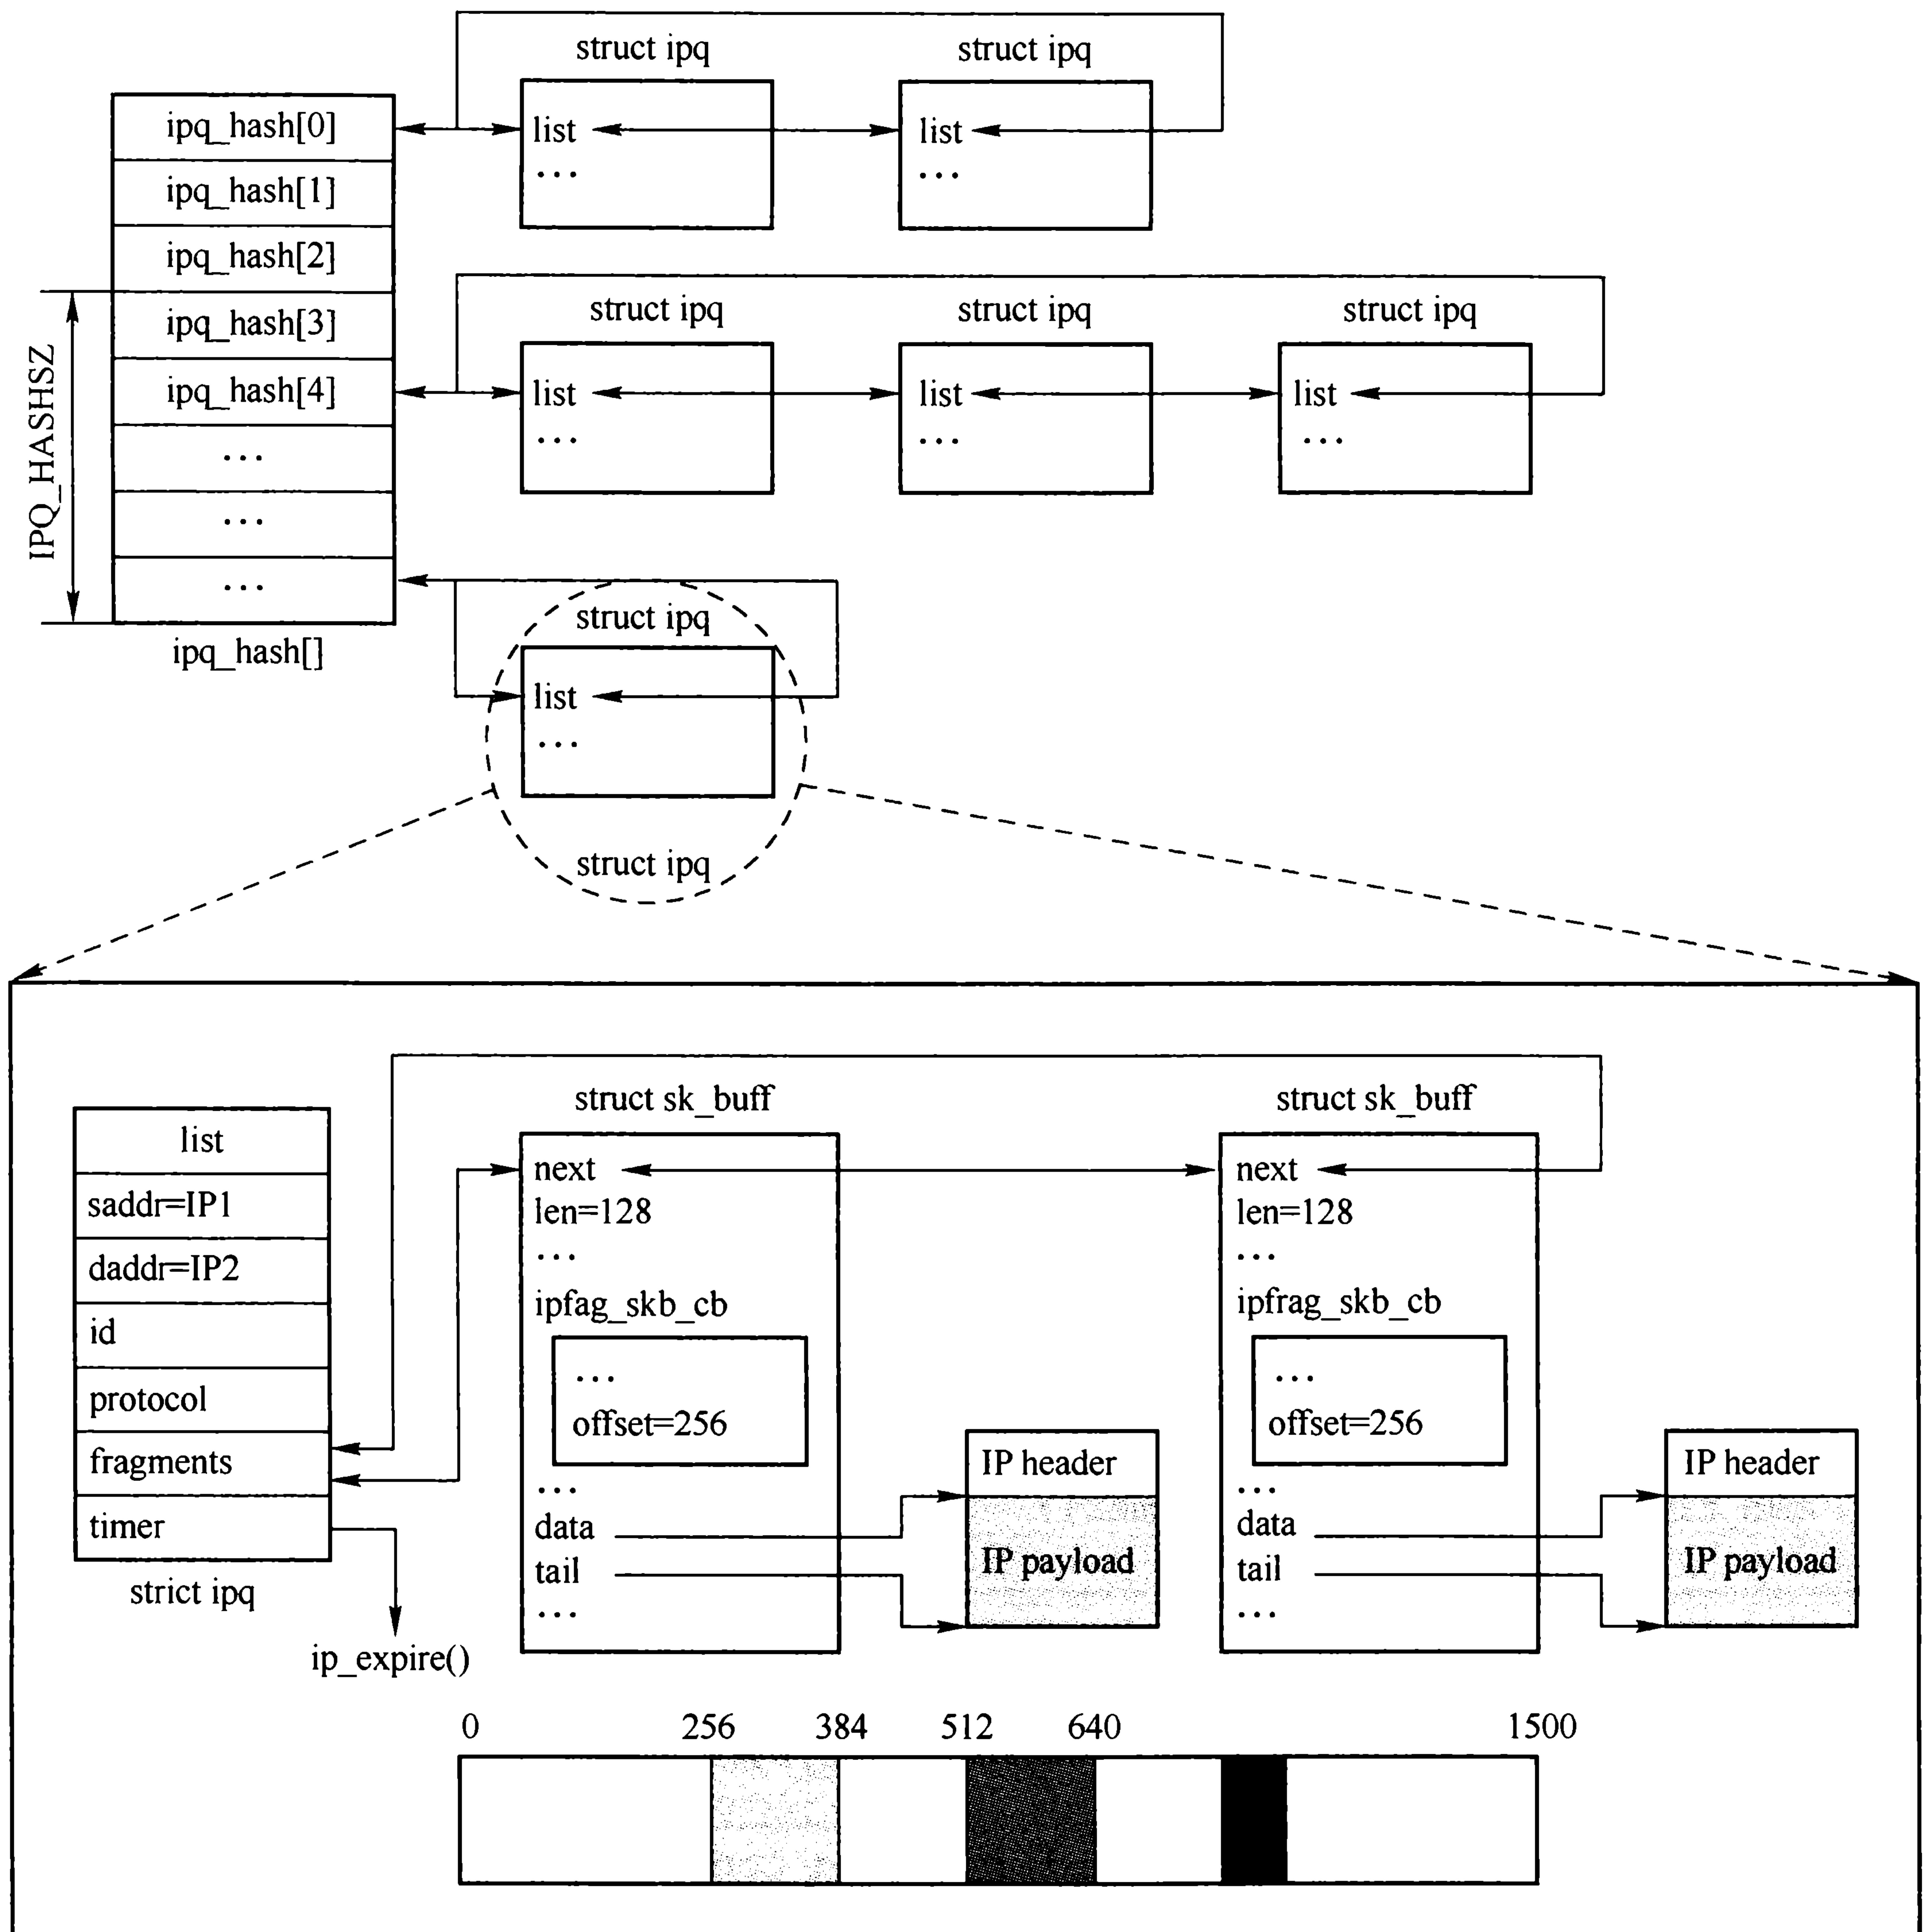 struct ipq
struct ipq
ipq_hash[0]
list
list
...
...
ipq_hash[1]
ipq_hash[2]
struct ipq
struct ipq
struct ipq
ipq_hash[3]
ipq_hash[4]
list
list
list
...
...
...
...
...
...
IPQ_HASHSZ
ipq_hash[]
struct ipq
list
...
struct ipq
struct sk_buff
struct sk_buff
list
saddr=IP1
daddr=IP2
id
protocol
fragments
timer
strict ipq
ip_expire()
next
len=128
...
ipfag_skb_cb
...
offset=256
...
data
tail
...
IP header
IP payload
next
len=128
...
ipfrag_skb_cb
...
offset=256
...
data
tail
...
IP header
IP payload
0 256 384 512 640 1500